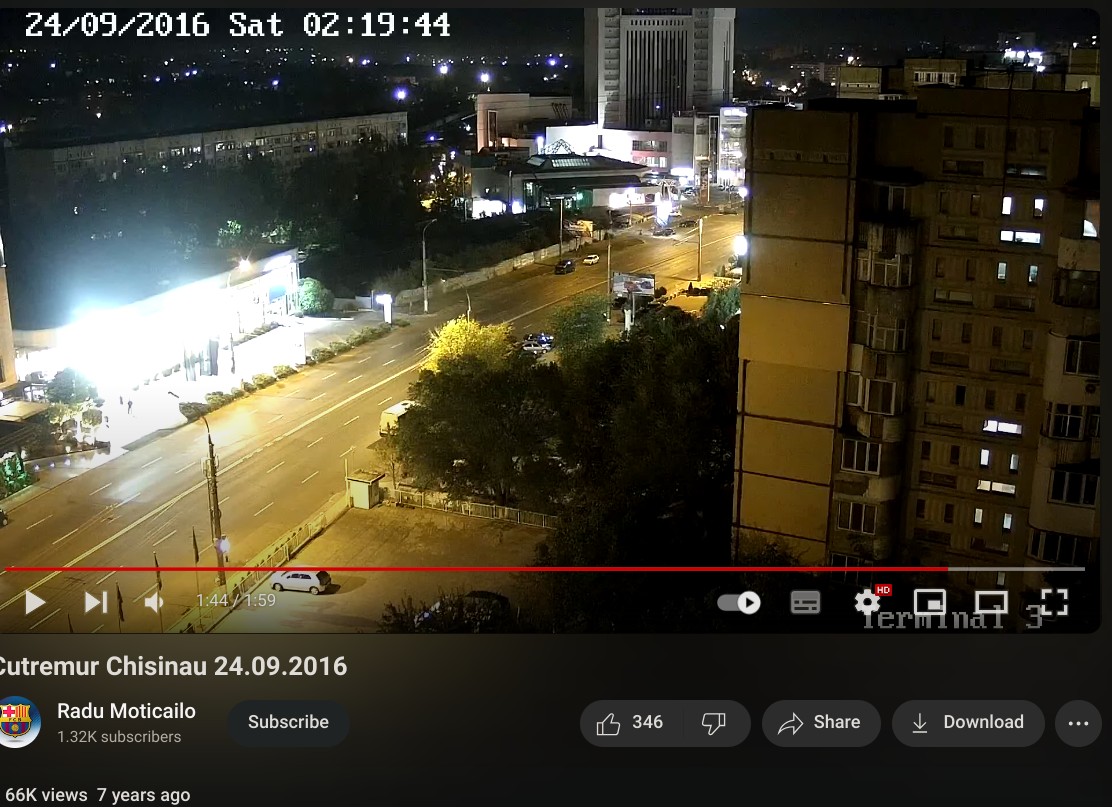 24/09/2016 Sat 02:19:44
1:44 / 1:59
HD
Terminal 3
Cutremur Chisinau 24.09.2016
Radu Moticailo
1.32K subscribers
Subscribe
346
Share
Download
66K views 7 years ago